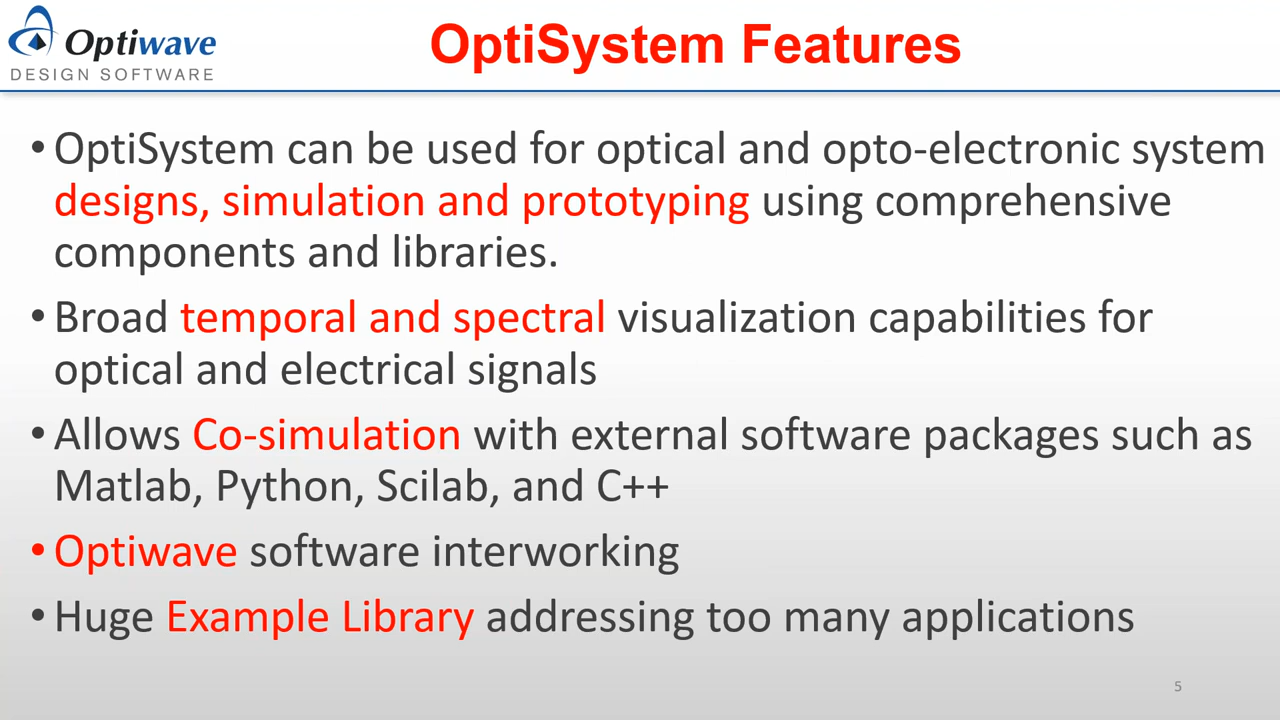 Optiwave
DESIGN SOFTWARE
OptiSystem Features
• OptiSystem can be used for optical and opto-electronic system
designs, simulation and prototyping using comprehensive
components and libraries.
• Broad temporal and spectral visualization capabilities for
optical and electrical signals
• Allows Co-simulation with external software packages such as
Matlab, Python, Scilab, and C++
• Optiwave software interworking
• Huge Example Library addressing too many applications
5